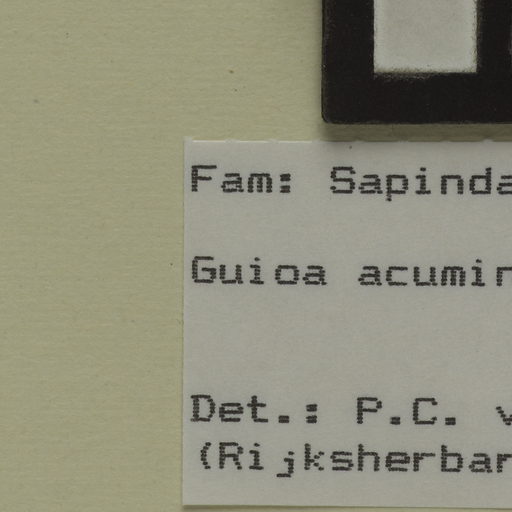 Fam: Sapinda
Guioa acumin
Det.: P.C. v
(Rijksherbar